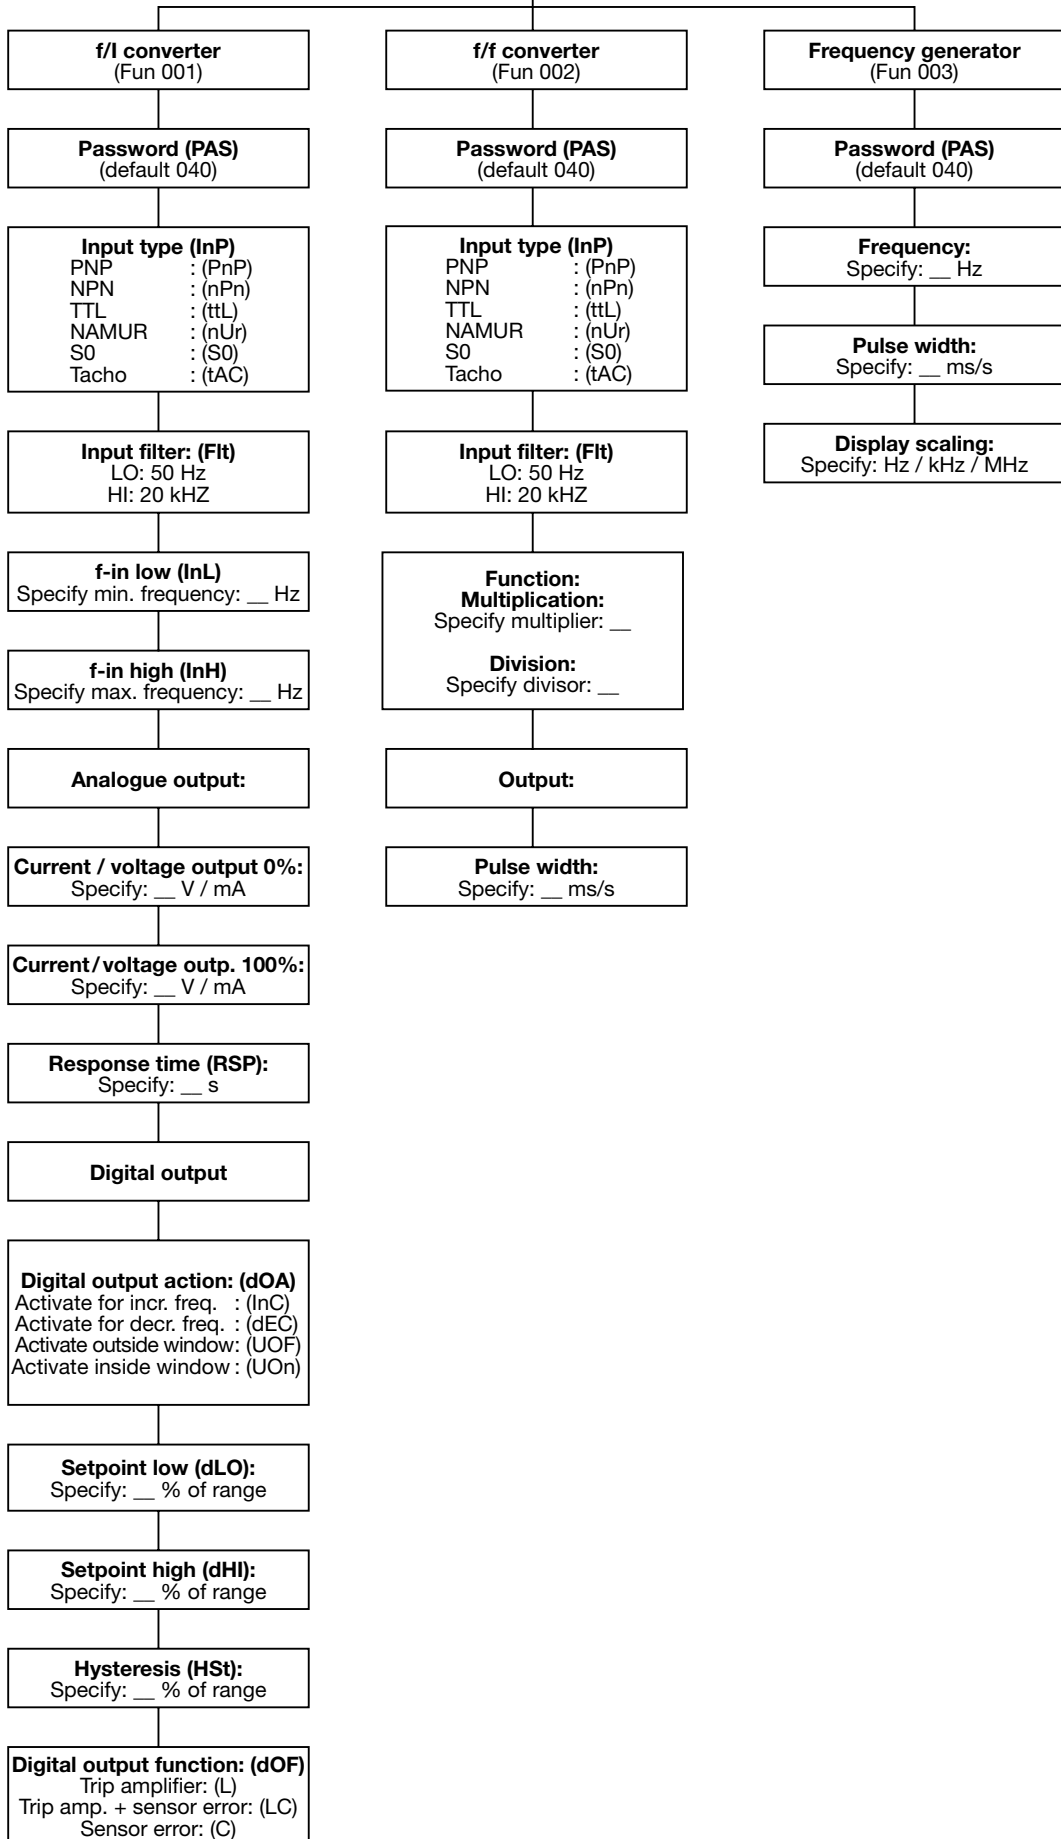 f/I converter
(Fun 001)
Password (PAS)
(default 040)
Input type (InP)
PNP : (PnP)
NPN : (nPn)
TTL : (ttL)
NAMUR : (nUr)
S0 : (S0)
Tacho : (tAC)
Input filter: (Flt)
LO: 50 Hz
HI: 20 kHZ
f-in low (InL)
Specify min. frequency: __ Hz
f-in high (InH)
Specify max. frequency: __ Hz
Analogue output:
Current / voltage output 0%:
Specify: __ V / mA
Current/voltage outp. 100%:
Specify: __ V / mA
Response time (RSP):
Specify: __ s
Digital output
Digital output action: (dOA)
Activate for incr. freq. : (InC)
Activate for decr. freq. : (dEC)
Activate outside window: (UOF)
Activate inside window : (UOn)
Setpoint low (dLO):
Specify: __ % of range
Setpoint high (dHI):
Specify: __ % of range
Hysteresis (HSt):
Specify: __ % of range
Digital output function: (dOF)
Trip amplifier: (L)
Trip amp. + sensor error: (LC)
Sensor error: (C)
f/f converter
(Fun 002)
Password (PAS)
(default 040)
Input type (InP)
PNP : (PnP)
NPN : (nPn)
TTL : (ttL)
NAMUR : (nUr)
S0 : (S0)
Tacho : (tAC)
Input filter: (Flt)
LO: 50 Hz
HI: 20 kHZ
Function:
Multiplication:
Specify multiplier: __
Division:
Specify divisor: __
Output:
Pulse width:
Specify: __ ms/s
Frequency generator
(Fun 003)
Password (PAS)
(default 040)
Frequency:
Specify: __ Hz
Pulse width:
Specify: __ ms/s
Display scaling:
Specify: Hz / kHz / MHz